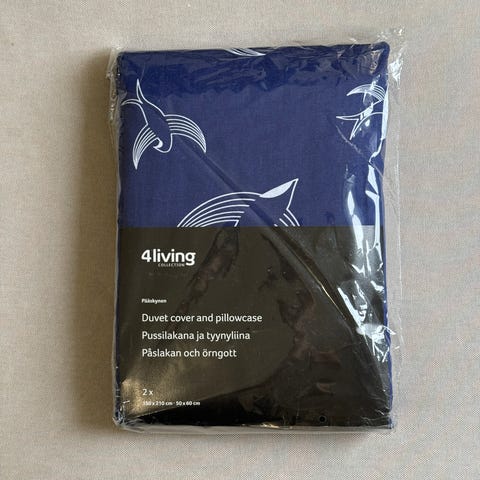 4living
COLLECTION
Pääskynen
Duvet cover and pillowcase
Pussilakana ja tyynyliina
Påslakan och örngott
2 x
150 x 210 cm · 50 x 60 cm